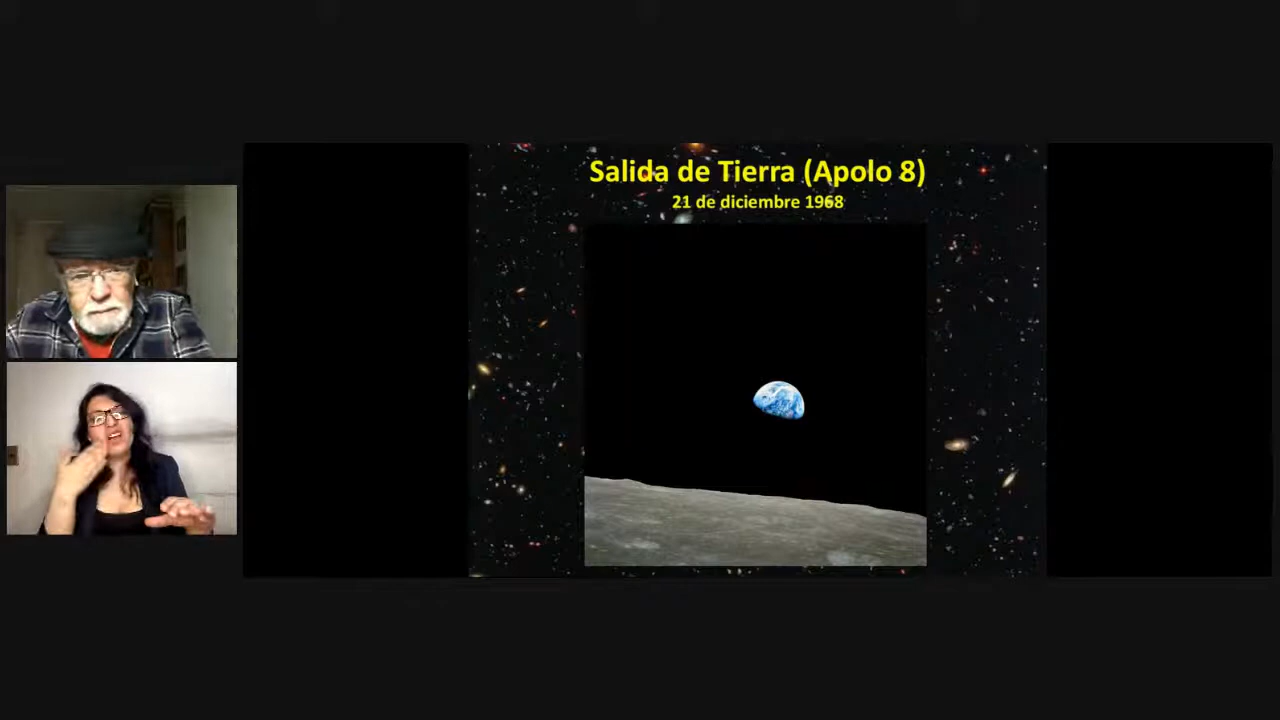 Salida de Tierra (Apolo 8)
21 de diciembre 1968